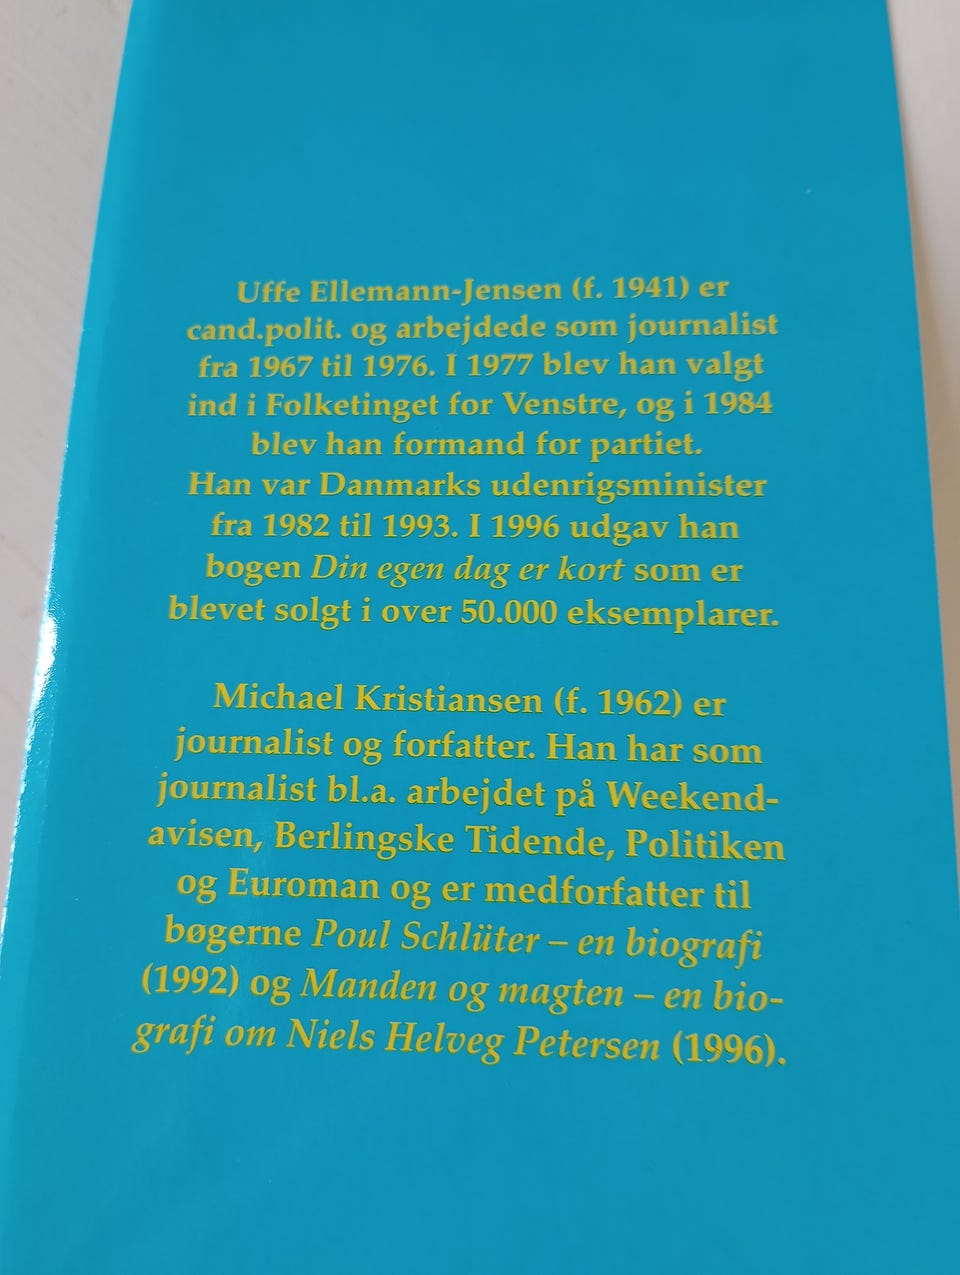 Uffe Ellemann-Jensen (f. 1941) er
cand.polit. og arbejdede som journalist
fra 1967 til 1976. I 1977 blev han valgt
ind i Folketinget for Venstre, og i 1984
blev han formand for partiet.
Han var Danmarks udenrigsminister
fra 1982 til 1993. I 1996 udgav han
bogen Din egen dag er kort som er
blevet solgt i over 50.000 eksemplarer.
Michael Kristiansen (f. 1962) er
journalist og forfatter. Han har som
journalist bl.a. arbejdet på Weekend-
avisen, Berlingske Tidende, Politiken
og Euroman og er medforfatter til
bøgerne Poul Schlüter – en biografi
(1992) og Manden og magten – en bio-
grafi om Niels Helveg Petersen (1996).